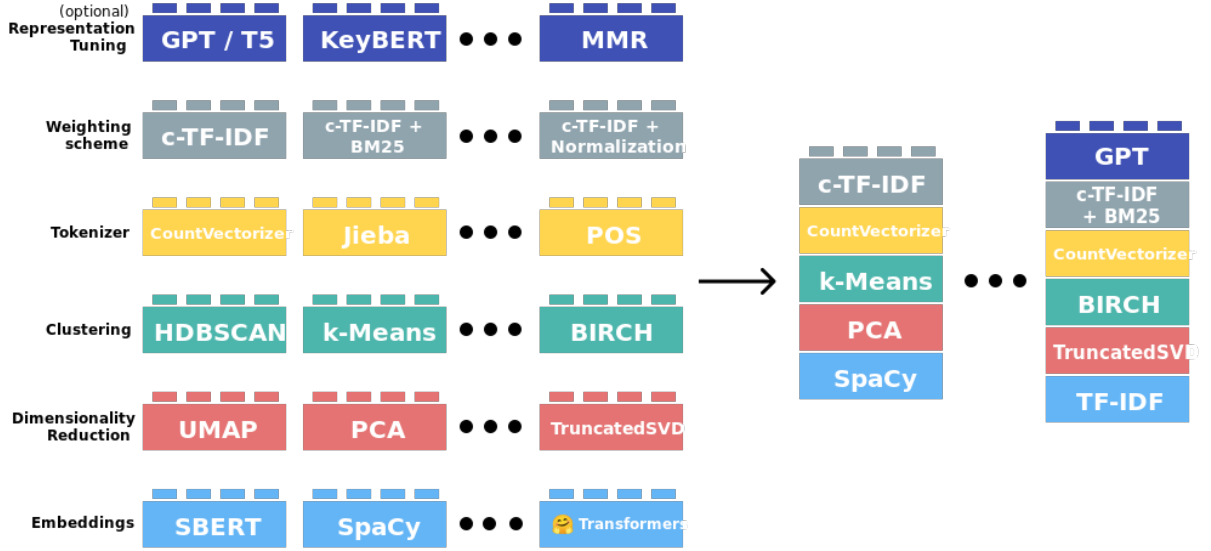 (optional)
Representation
Tuning
GPT / T5
KeyBERT
MMR
Weighting
scheme
c-TF-IDF
c-TF-IDF +
BM25
c-TF-IDF +
Normalization
Tokenizer
CountVectorizer
Jieba
POS
Clustering
HDBSCAN
k-Means
BIRCH
Dimensionality
Reduction
UMAP
PCA
TruncatedSVD
Embeddings
SBERT
SpaCy
🤗 Transformers
c-TF-IDF
CountVectorizer
k-Means
PCA
SpaCy
GPT
c-TF-IDF
+ BM25
CountVectorizer
BIRCH
TruncatedSVD
TF-IDF